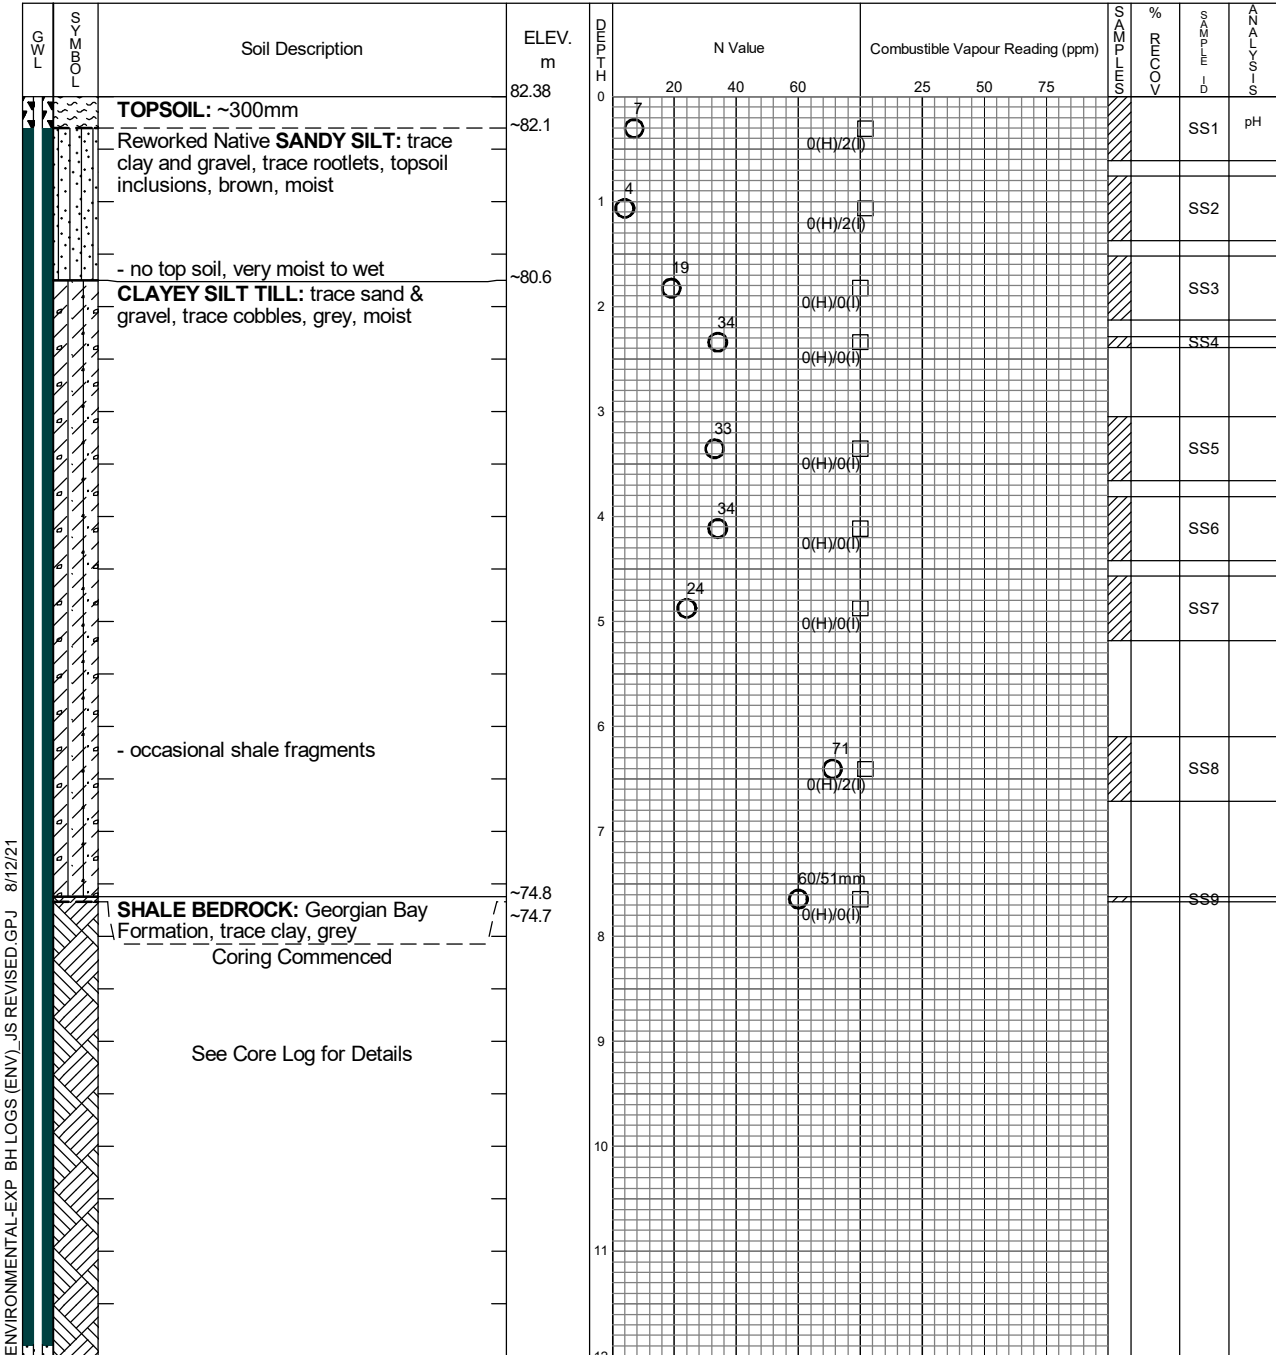 GWL
SYMBOL
Soil Description
ELEV.
m
DEPTH
N Value
20 40 60
Combustible Vapour Reading (ppm)
25 50 75
SAMPLES
% RECOV
SAMPLE ID
ANALYSIS
82.38
0
TOPSOIL: ~300mm
~82.1
7
0(H)/2(I)
SS1
pH
Reworked Native SANDY SILT: trace
clay and gravel, trace rootlets, topsoil
inclusions, brown, moist
1
4
0(H)/2(I)
SS2
- no top soil, very moist to wet
~80.6
19
0(H)/0(I)
SS3
CLAYEY SILT TILL: trace sand &
gravel, trace cobbles, grey, moist
2
34
0(H)/0(I)
SS4
3
33
0(H)/0(I)
SS5
4
34
0(H)/0(I)
SS6
24
0(H)/0(I)
SS7
5
6
- occasional shale fragments
71
0(H)/2(I)
SS8
7
~74.8
60/51mm
0(H)/0(I)
SS9
SHALE BEDROCK: Georgian Bay
Formation, trace clay, grey
~74.7
8
Coring Commenced
9
See Core Log for Details
10
11
12
ENVIRONMENTAL-EXP BH LOGS (ENV)_JS REVISED.GPJ 8/12/21